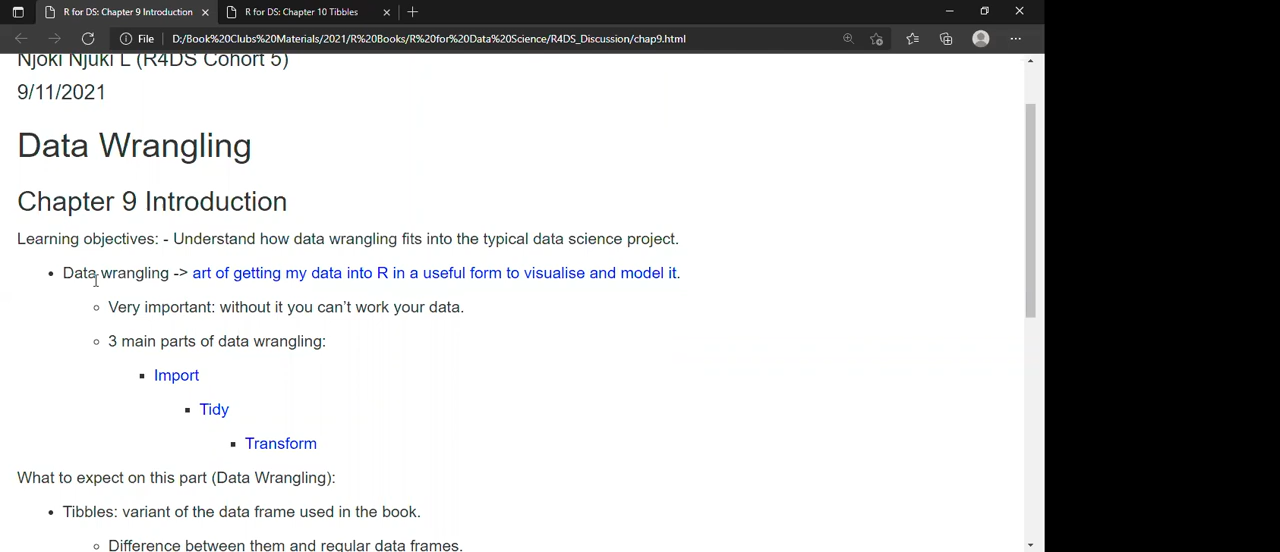 R for DS: Chapter 9 Introduction
R for DS: Chapter 10 Tibbles
File D:/Book%20Clubs%20Materials/2021/R%20Books/R%20for%20Data%20Science/R4DS_Discussion/chap9.html
Njoki Njuki L (R4DS Cohort 5)
9/11/2021
Data Wrangling
Chapter 9 Introduction
Learning objectives: - Understand how data wrangling fits into the typical data science project.
• Data wrangling -> art of getting my data into R in a useful form to visualise and model it.
Very important: without it you can’t work your data.
3 main parts of data wrangling:
Import
Tidy
Transform
What to expect on this part (Data Wrangling):
• Tibbles: variant of the data frame used in the book.
Difference between them and regular data frames.